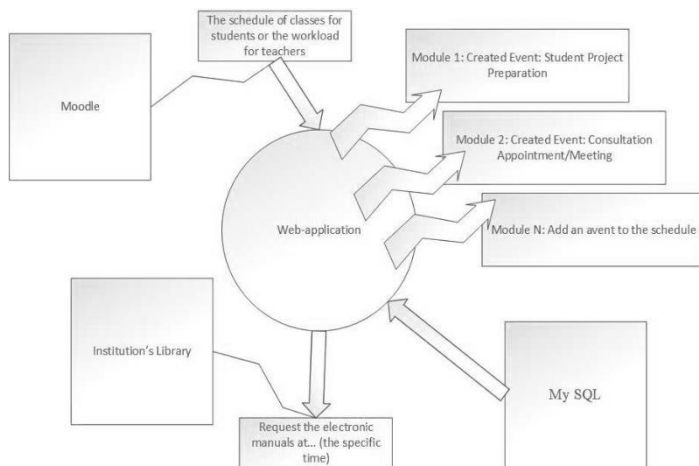 The schedule of classes for
students or the workload
for teachers
Module 1: Created Event: Student Project
Preparation
Moodle
Module 2: Created Event: Consultation
Appointment/Meeting
Web-application
Module N: Add an avent to the schedule
Institution's Library
My SQL
Request the electronic
manuals at... (the specific
time)